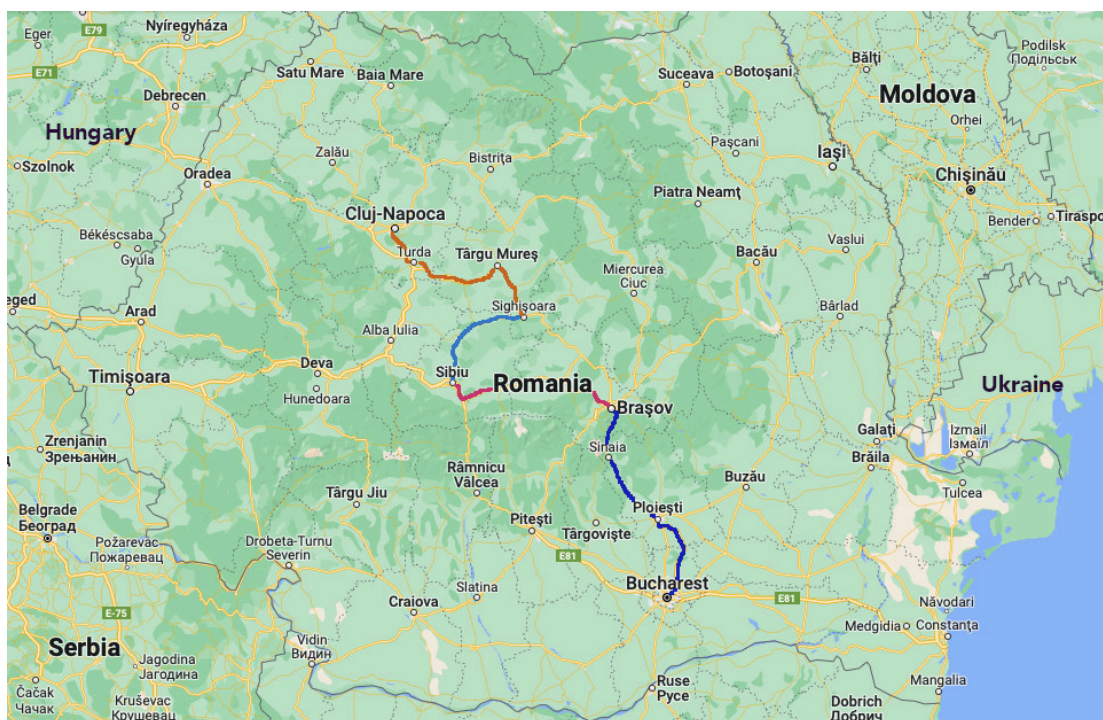 Eger
E79
Nyíregyháza
E71
Satu Mare
Baia Mare
Suceava
Botoșani
Bălți
Podilsk
Подільськ
Debrecen
Moldova
Hungary
Orhei
Szolnok
Zalău
Bistrița
Pașcani
Iași
Oradea
Chișinău
Piatra Neamț
Cluj-Napoca
Bender
Tiraspo
Békéscsaba
Gyula
Turda
Târgu Mureș
Bacău
Vaslui
Miercurea
Ciuc
eged
Arad
Sighișoara
Bârlad
Alba Iulia
Deva
Sibiu
Timișoara
Romania
Ukraine
Hunedoara
Brașov
Zrenjanin
Зрењанин
Sinaia
Galați
Izmail
Ізмаїл
Brăila
Râmnicu
Vâlcea
Buzău
Târgu Jiu
Tulcea
Ploiești
Belgrade
Београд
Pitești
Târgoviște
Požarevac
Пожаревац
Drobeta-Turnu
Severin
E81
Bucharest
Slatina
E81
Craiova
Năvodari
E-75
Medgidia
Constanța
Vidin
Видин
Serbia
Jagodina
Јагодина
Mangalia
Ruse
Русе
Čačak
Чачак
Kruševac
Крушевац
Dobrich
Добрич